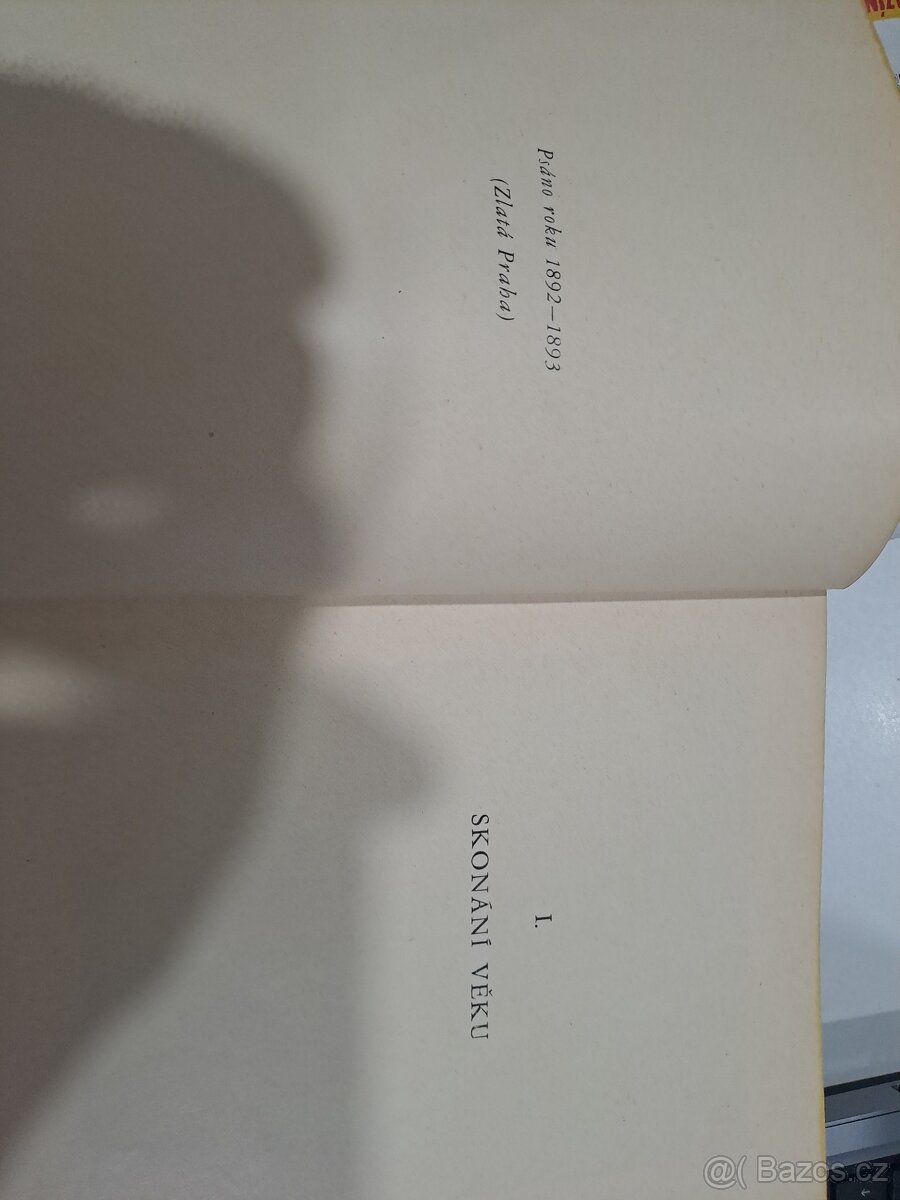 Psáno roku 1892—1893
(Zlatá Praha)
I.
SKONÁNÍ VĚKU
@( Bazos.cz